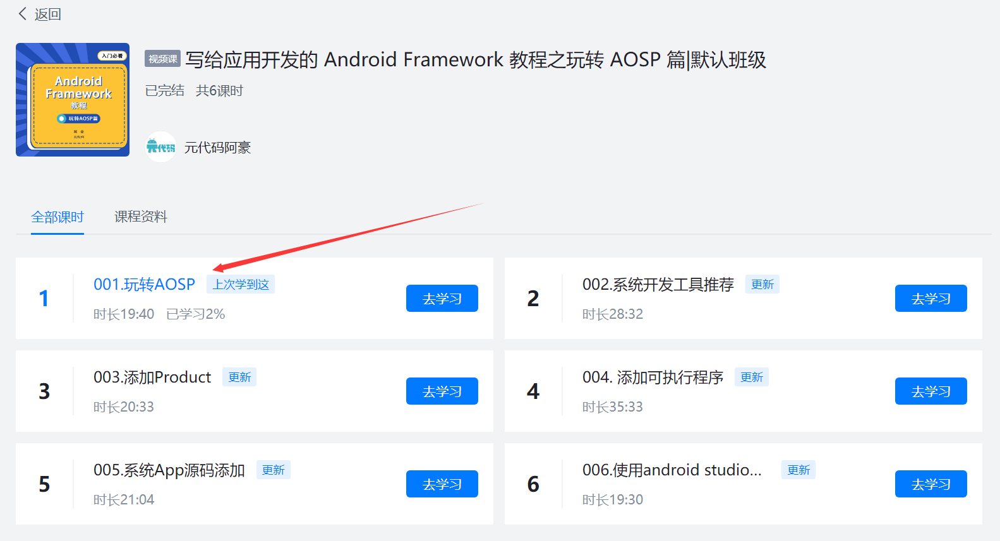 返回
入门必看
Android
Framework
教程
玩转AOSP篇
阿 豪
元代码
视频课 写给应用开发的 Android Framework 教程之玩转 AOSP 篇|默认班级
已完结 共6课时
元代码 元代码阿豪
全部课时 课程资料
1
001.玩转AOSP 上次学到这
时长19:40 已学习2%
去学习
2
002.系统开发工具推荐 更新
时长28:32
去学习
3
003.添加Product 更新
时长20:33
去学习
4
004. 添加可执行程序 更新
时长35:33
去学习
5
005.系统App源码添加 更新
时长21:04
去学习
6
006.使用android studio... 更新
时长19:30
去学习